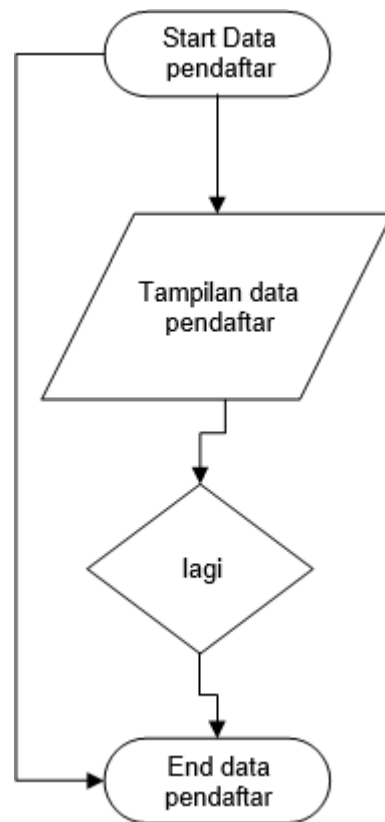 Start Data
pendaftar
Tampilan data
pendaftar
lagi
End data
pendaftar